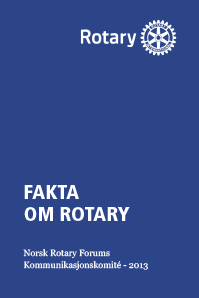 Rotary
FAKTA
OM ROTARY
Norsk Rotary Forums
Kommunikasjonskomité - 2013